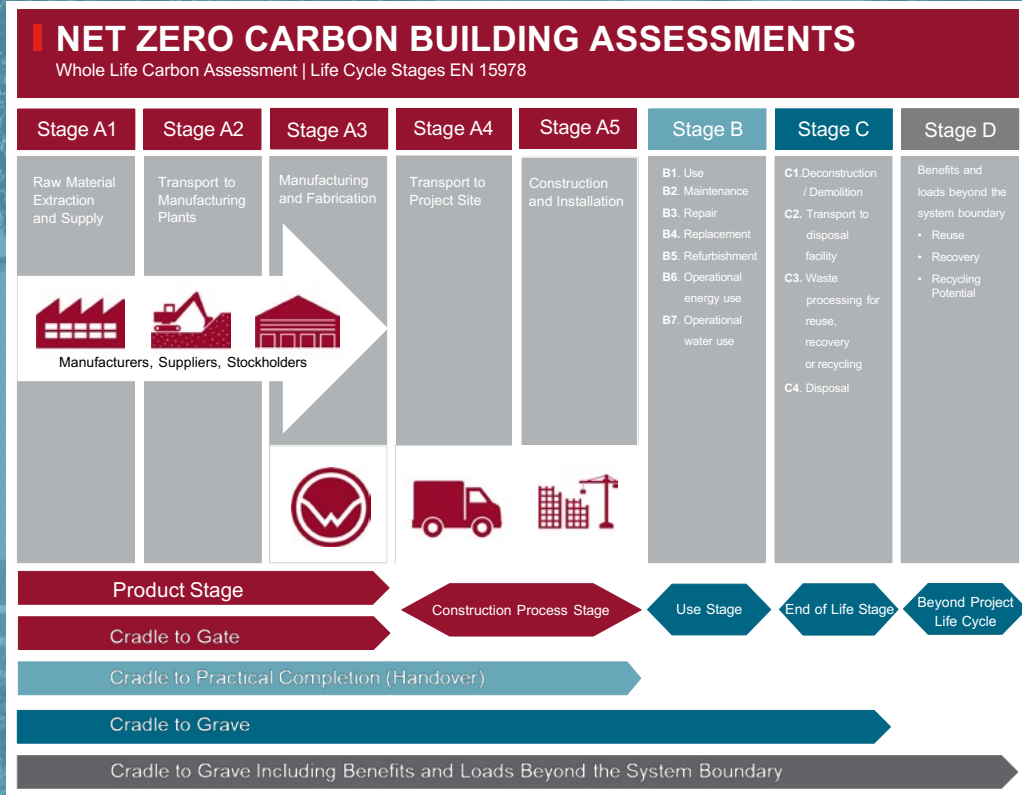 NET ZERO CARBON BUILDING ASSESSMENTS
Whole Life Carbon Assessment | Life Cycle Stages EN 15978
Stage A1
Stage A2
Stage A3
Stage A4
Stage A5
Stage B
Stage C
Stage D
Raw Material
Extraction
and Supply
Transport to
Manufacturing
Plants
Manufacturing
and Fabrication
Transport to
Project Site
Construction
and Installation
B1. Use
B2. Maintenance
B3. Repair
B4. Replacement
B5. Refurbishment
B6. Operational
energy use
B7. Operational
water use
C1.Deconstruction
/ Demolition
C2. Transport to
disposal
facility
C3. Waste
processing for
reuse,
recovery
or recycling
C4. Disposal
Benefits and
loads beyond the
system boundary
• Reuse
• Recovery
• Recycling
Potential
Manufacturers, Suppliers, Stockholders
Product Stage
Construction Process Stage
Use Stage
End of Life Stage
Beyond Project
Life Cycle
Cradle to Gate
Cradle to Practical Completion (Handover)
Cradle to Grave
Cradle to Grave Including Benefits and Loads Beyond the System Boundary